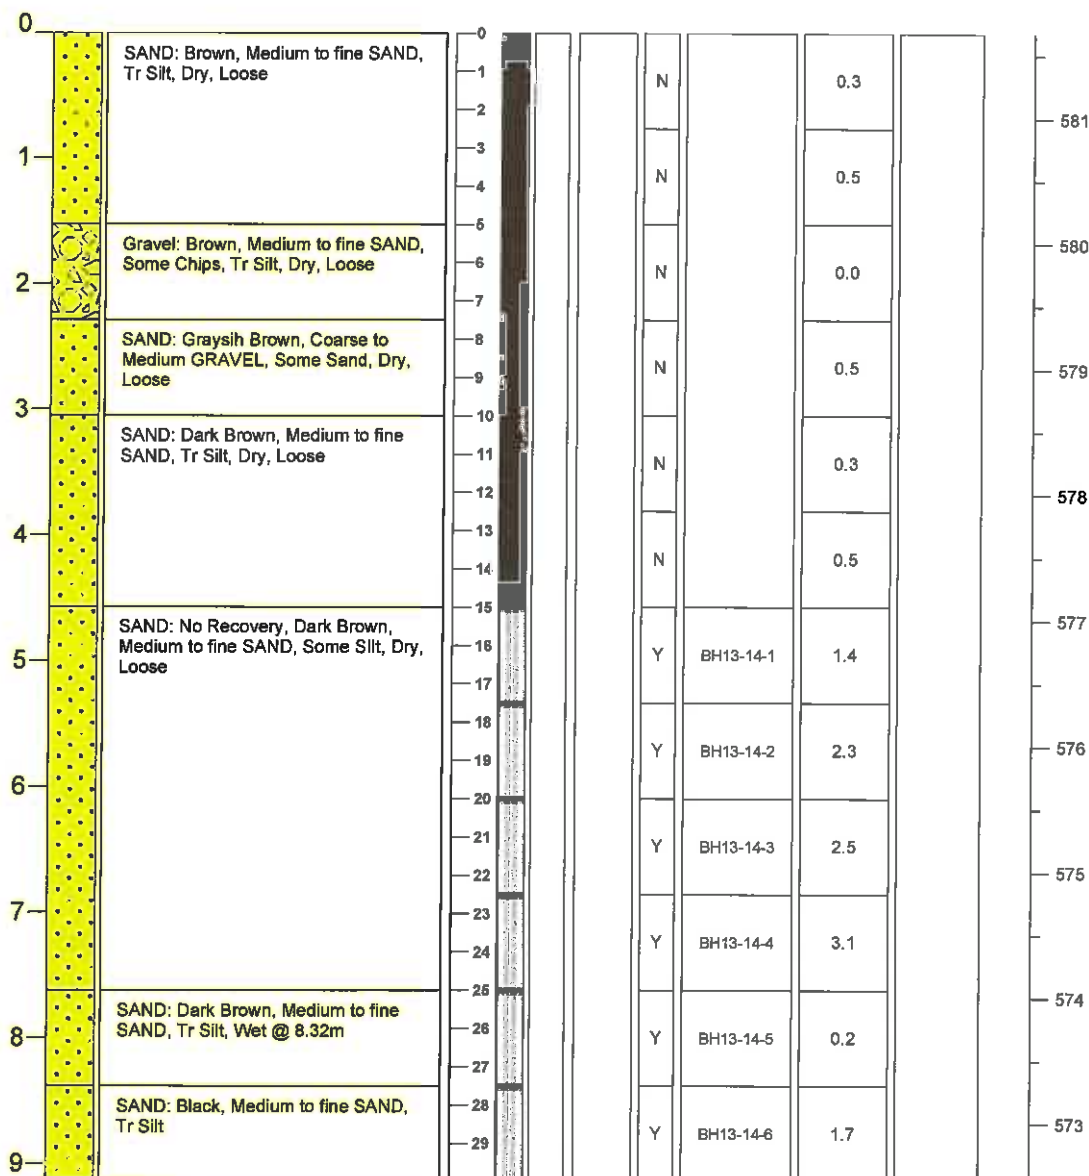 0
SAND: Brown, Medium to fine SAND,
Tr Silt, Dry, Loose
Gravel: Brown, Medium to fine SAND,
Some Chips, Tr Silt, Dry, Loose
SAND: Graysih Brown, Coarse to
Medium GRAVEL, Some Sand, Dry,
Loose
SAND: Dark Brown, Medium to fine
SAND, Tr Silt, Dry, Loose
SAND: No Recovery, Dark Brown,
Medium to fine SAND, Some Silt, Dry,
Loose
SAND: Dark Brown, Medium to fine
SAND, Tr Silt, Wet @ 8.32m
SAND: Black, Medium to fine SAND,
Tr Silt
1
2
3
4
5
6
7
8
9
0
1
2
3
4
5
6
7
8
9
10
11
12
13
14
15
16
17
18
19
20
21
22
23
24
25
26
27
28
29
N 0.3
N 0.5
N 0.0
N 0.5
N 0.3
N 0.5
Y BH13-14-1 1.4
Y BH13-14-2 2.3
Y BH13-14-3 2.5
Y BH13-14-4 3.1
Y BH13-14-5 0.2
Y BH13-14-6 1.7
581
580
579
578
577
576
575
574
573